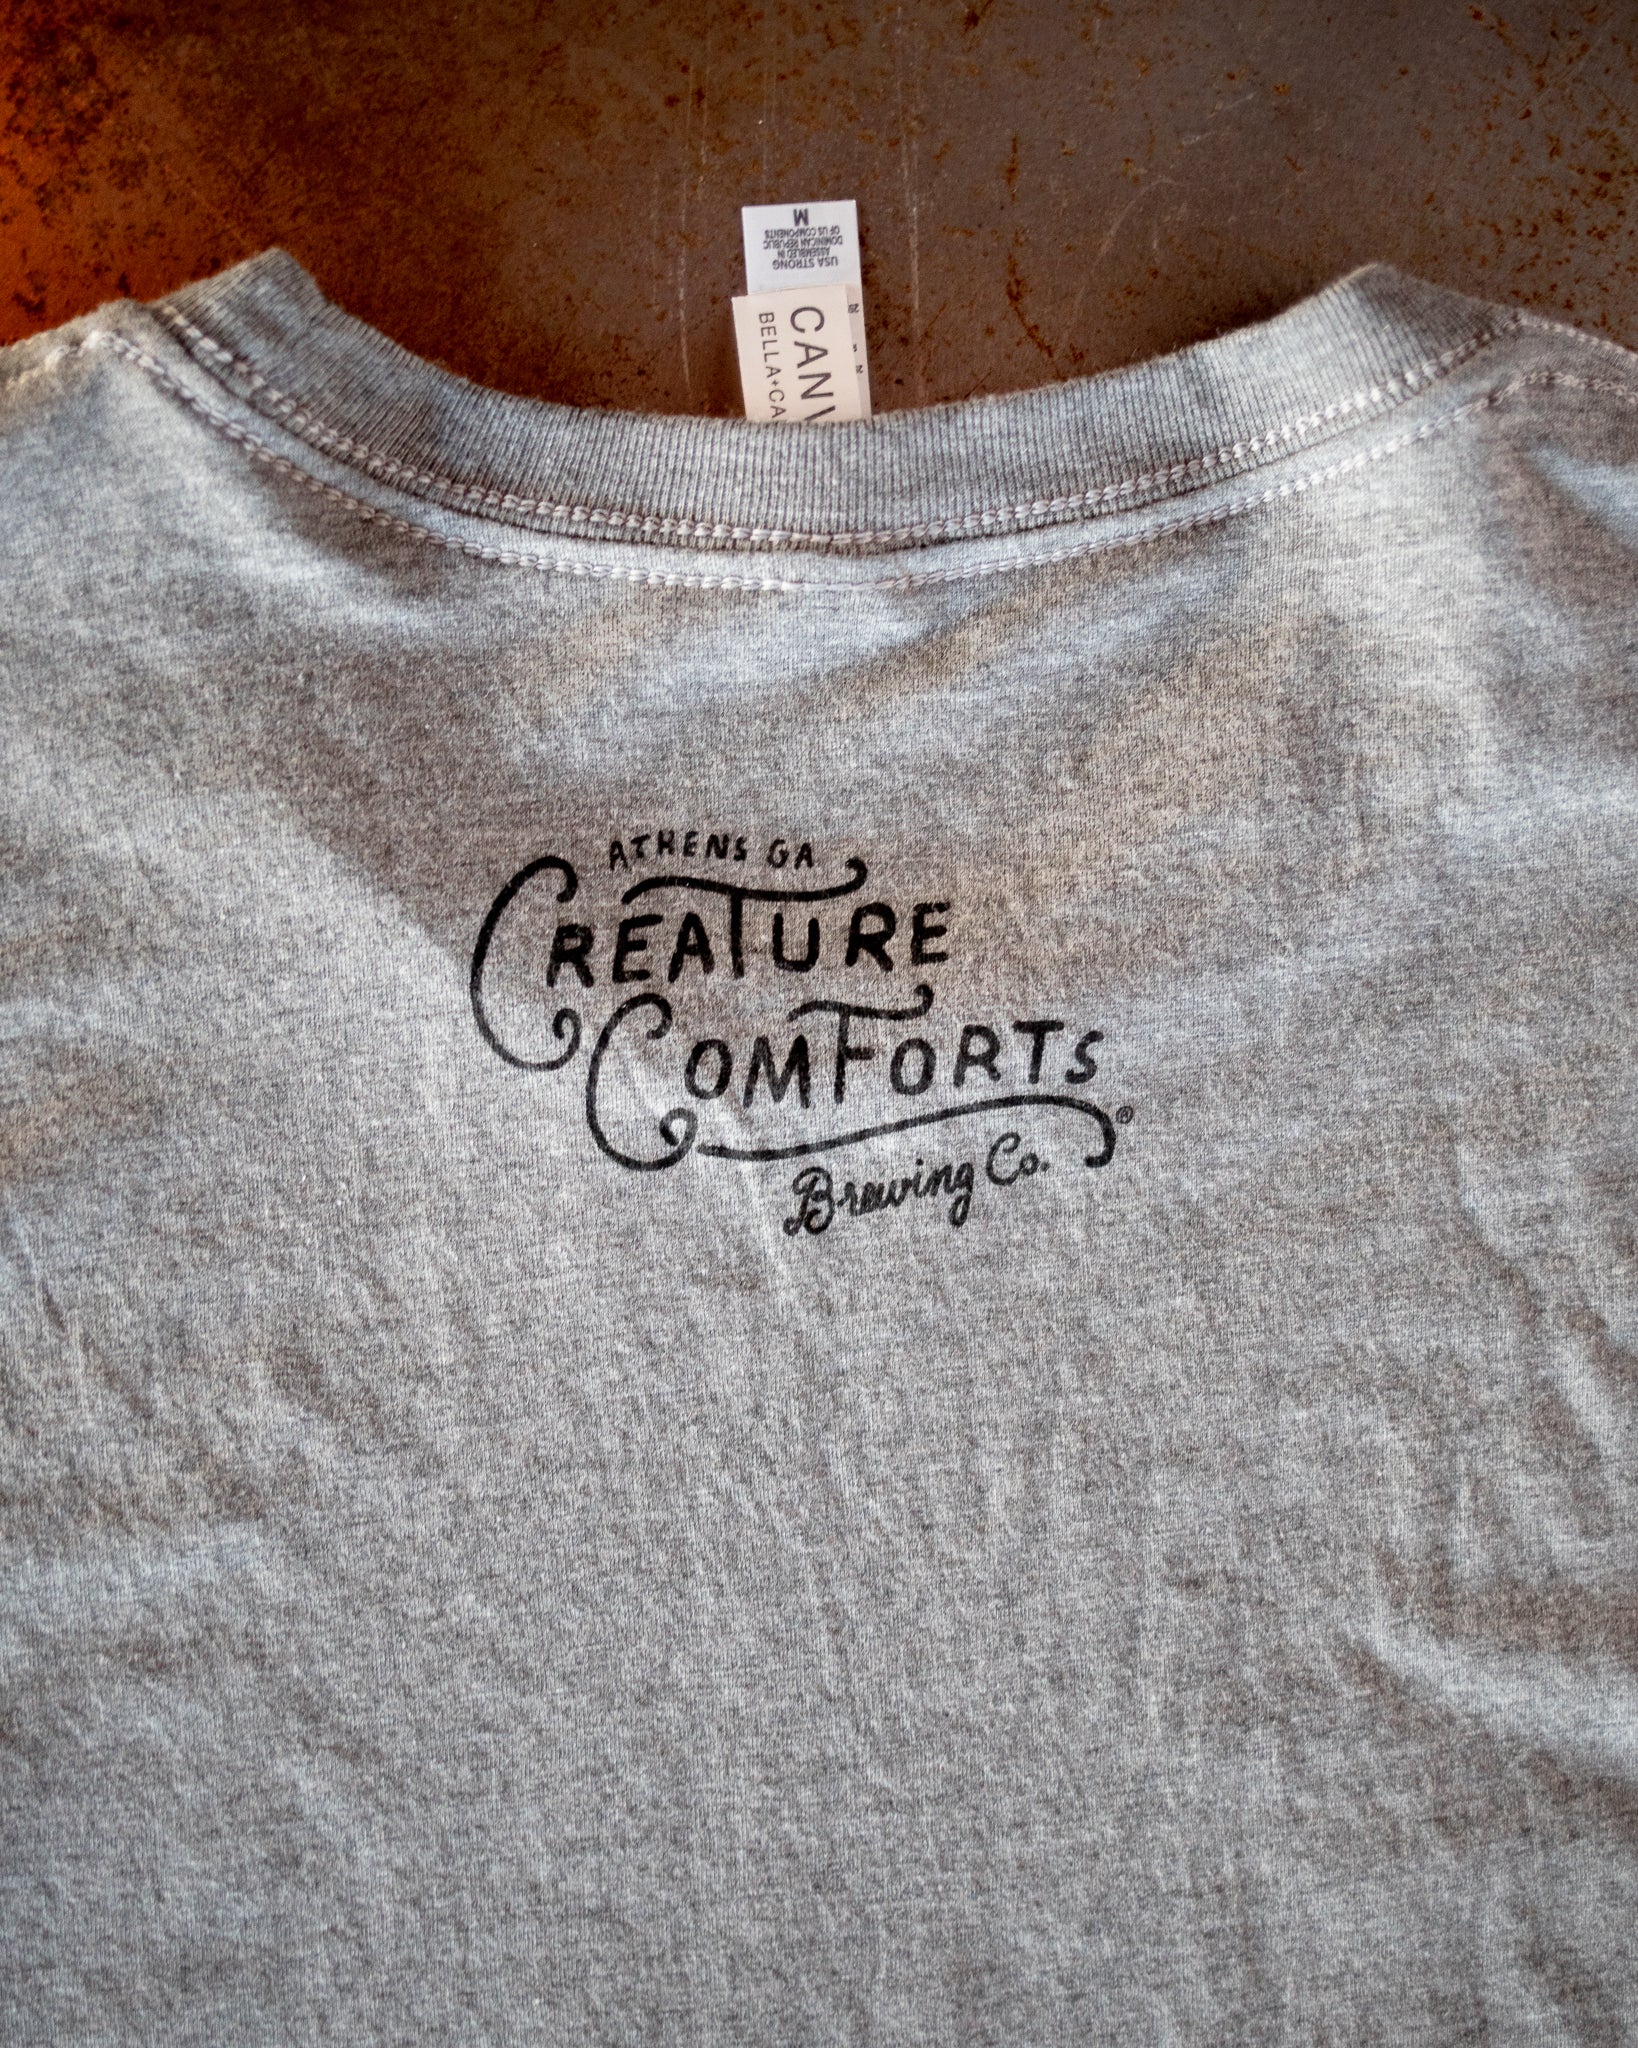 M
USA STRONG
ASSEMBLED IN
DOMINICAN REPUBLIC
OF US COMPONENTS
CANV
BELLA+CA
ATHENS GA
CREATURE
COMFORTS
®
Brewing Co.